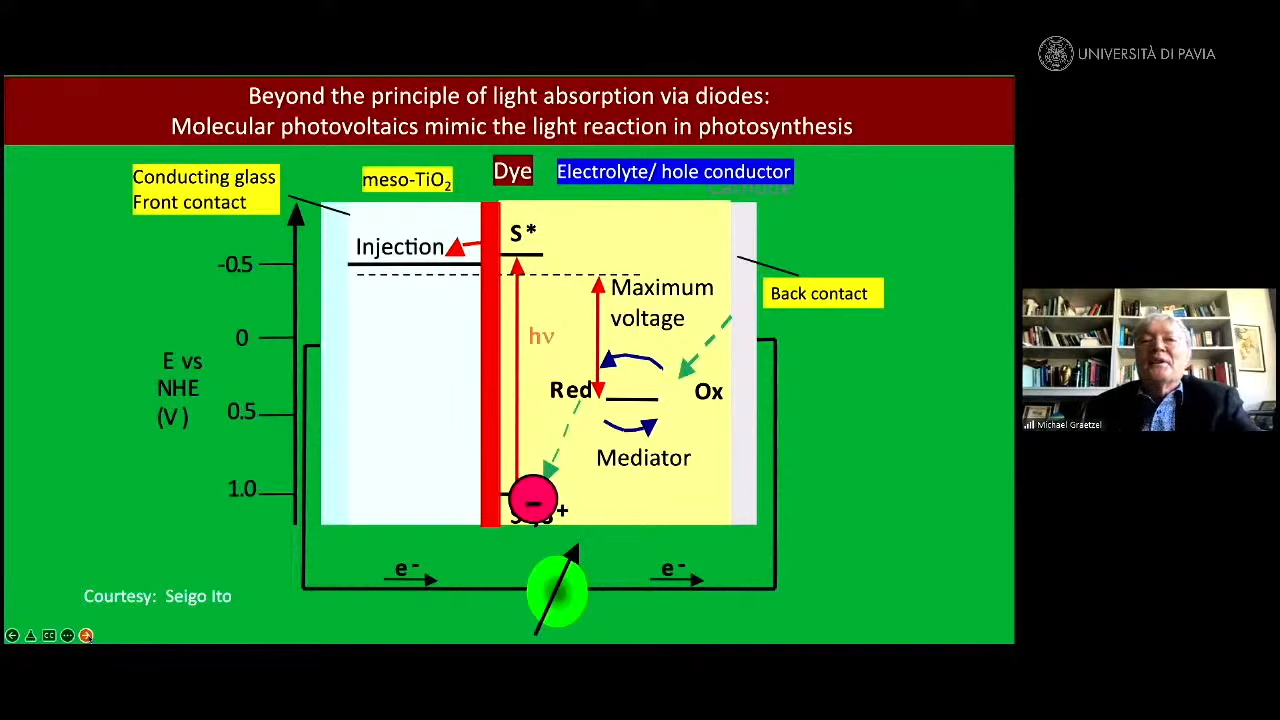 UNIVERSITÀ DI PAVIA
Beyond the principle of light absorption via diodes:
Molecular photovoltaics mimic the light reaction in photosynthesis
Conducting glass
Front contact
meso-TiO₂
Dye
Electrolyte/ hole conductor
S*
Injection
-0.5
Maximum
voltage
Back contact
hν
0
E vs
NHE
(V)
Red
Ox
0.5
Mediator
1.0
-
+
e-
e-
Courtesy: Seigo Ito
CC
Michael Graetzel